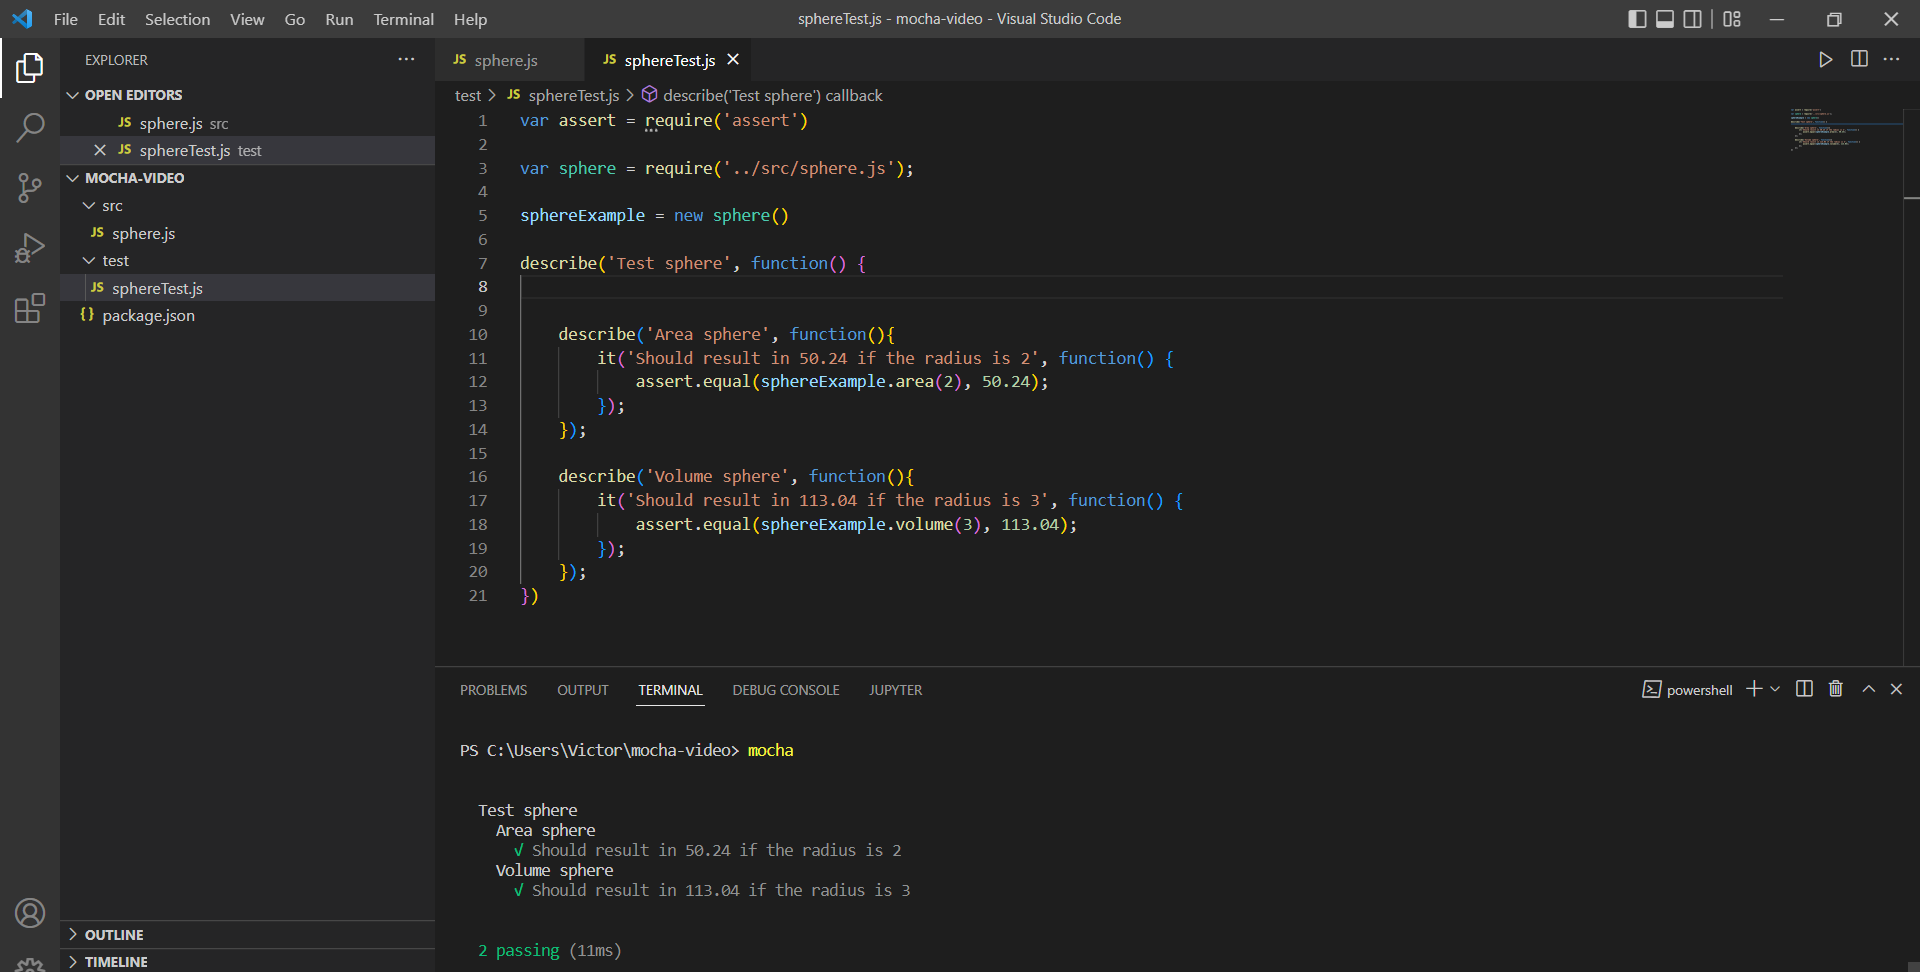 File Edit Selection View Go Run Terminal Help
sphereTest.js - mocha-video - Visual Studio Code
EXPLORER
OPEN EDITORS
JS sphere.js src
JS sphereTest.js test
MOCHA-VIDEO
src
JS sphere.js
test
JS sphereTest.js
{} package.json
OUTLINE
TIMELINE
JS sphere.js
JS sphereTest.js
test > JS sphereTest.js > describe('Test sphere') callback
1 var assert = require('assert')
2
3 var sphere = require('../src/sphere.js');
4
5 sphereExample = new sphere()
6
7 describe('Test sphere', function() {
8
9
10 describe('Area sphere', function(){
11 it('Should result in 50.24 if the radius is 2', function() {
12 assert.equal(sphereExample.area(2), 50.24);
13 });
14 });
15
16 describe('Volume sphere', function(){
17 it('Should result in 113.04 if the radius is 3', function() {
18 assert.equal(sphereExample.volume(3), 113.04);
19 });
20 });
21 })
PROBLEMS OUTPUT TERMINAL DEBUG CONSOLE JUPYTER
powershell
PS C:\Users\Victor\mocha-video> mocha
Test sphere
Area sphere
√ Should result in 50.24 if the radius is 2
Volume sphere
√ Should result in 113.04 if the radius is 3
2 passing (11ms)